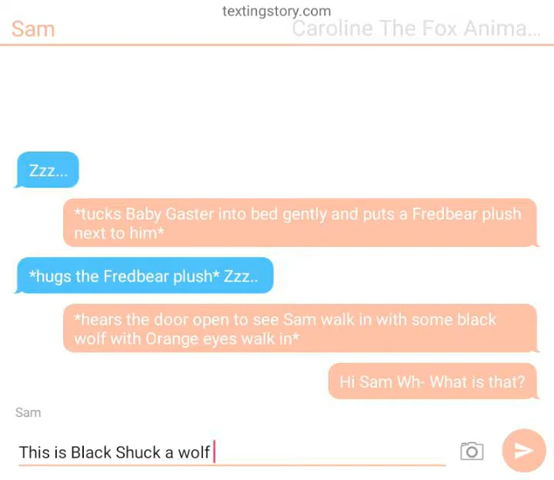 textingstory.com
Sam
Caroline The Fox Anima...
Zzz...
*tucks Baby Gaster into bed gently and puts a Fredbear plush
next to him*
*hugs the Fredbear plush* Zzz..
*hears the door open to see Sam walk in with some black
wolf with Orange eyes walk in*
Hi Sam Wh- What is that?
Sam
This is Black Shuck a wolf